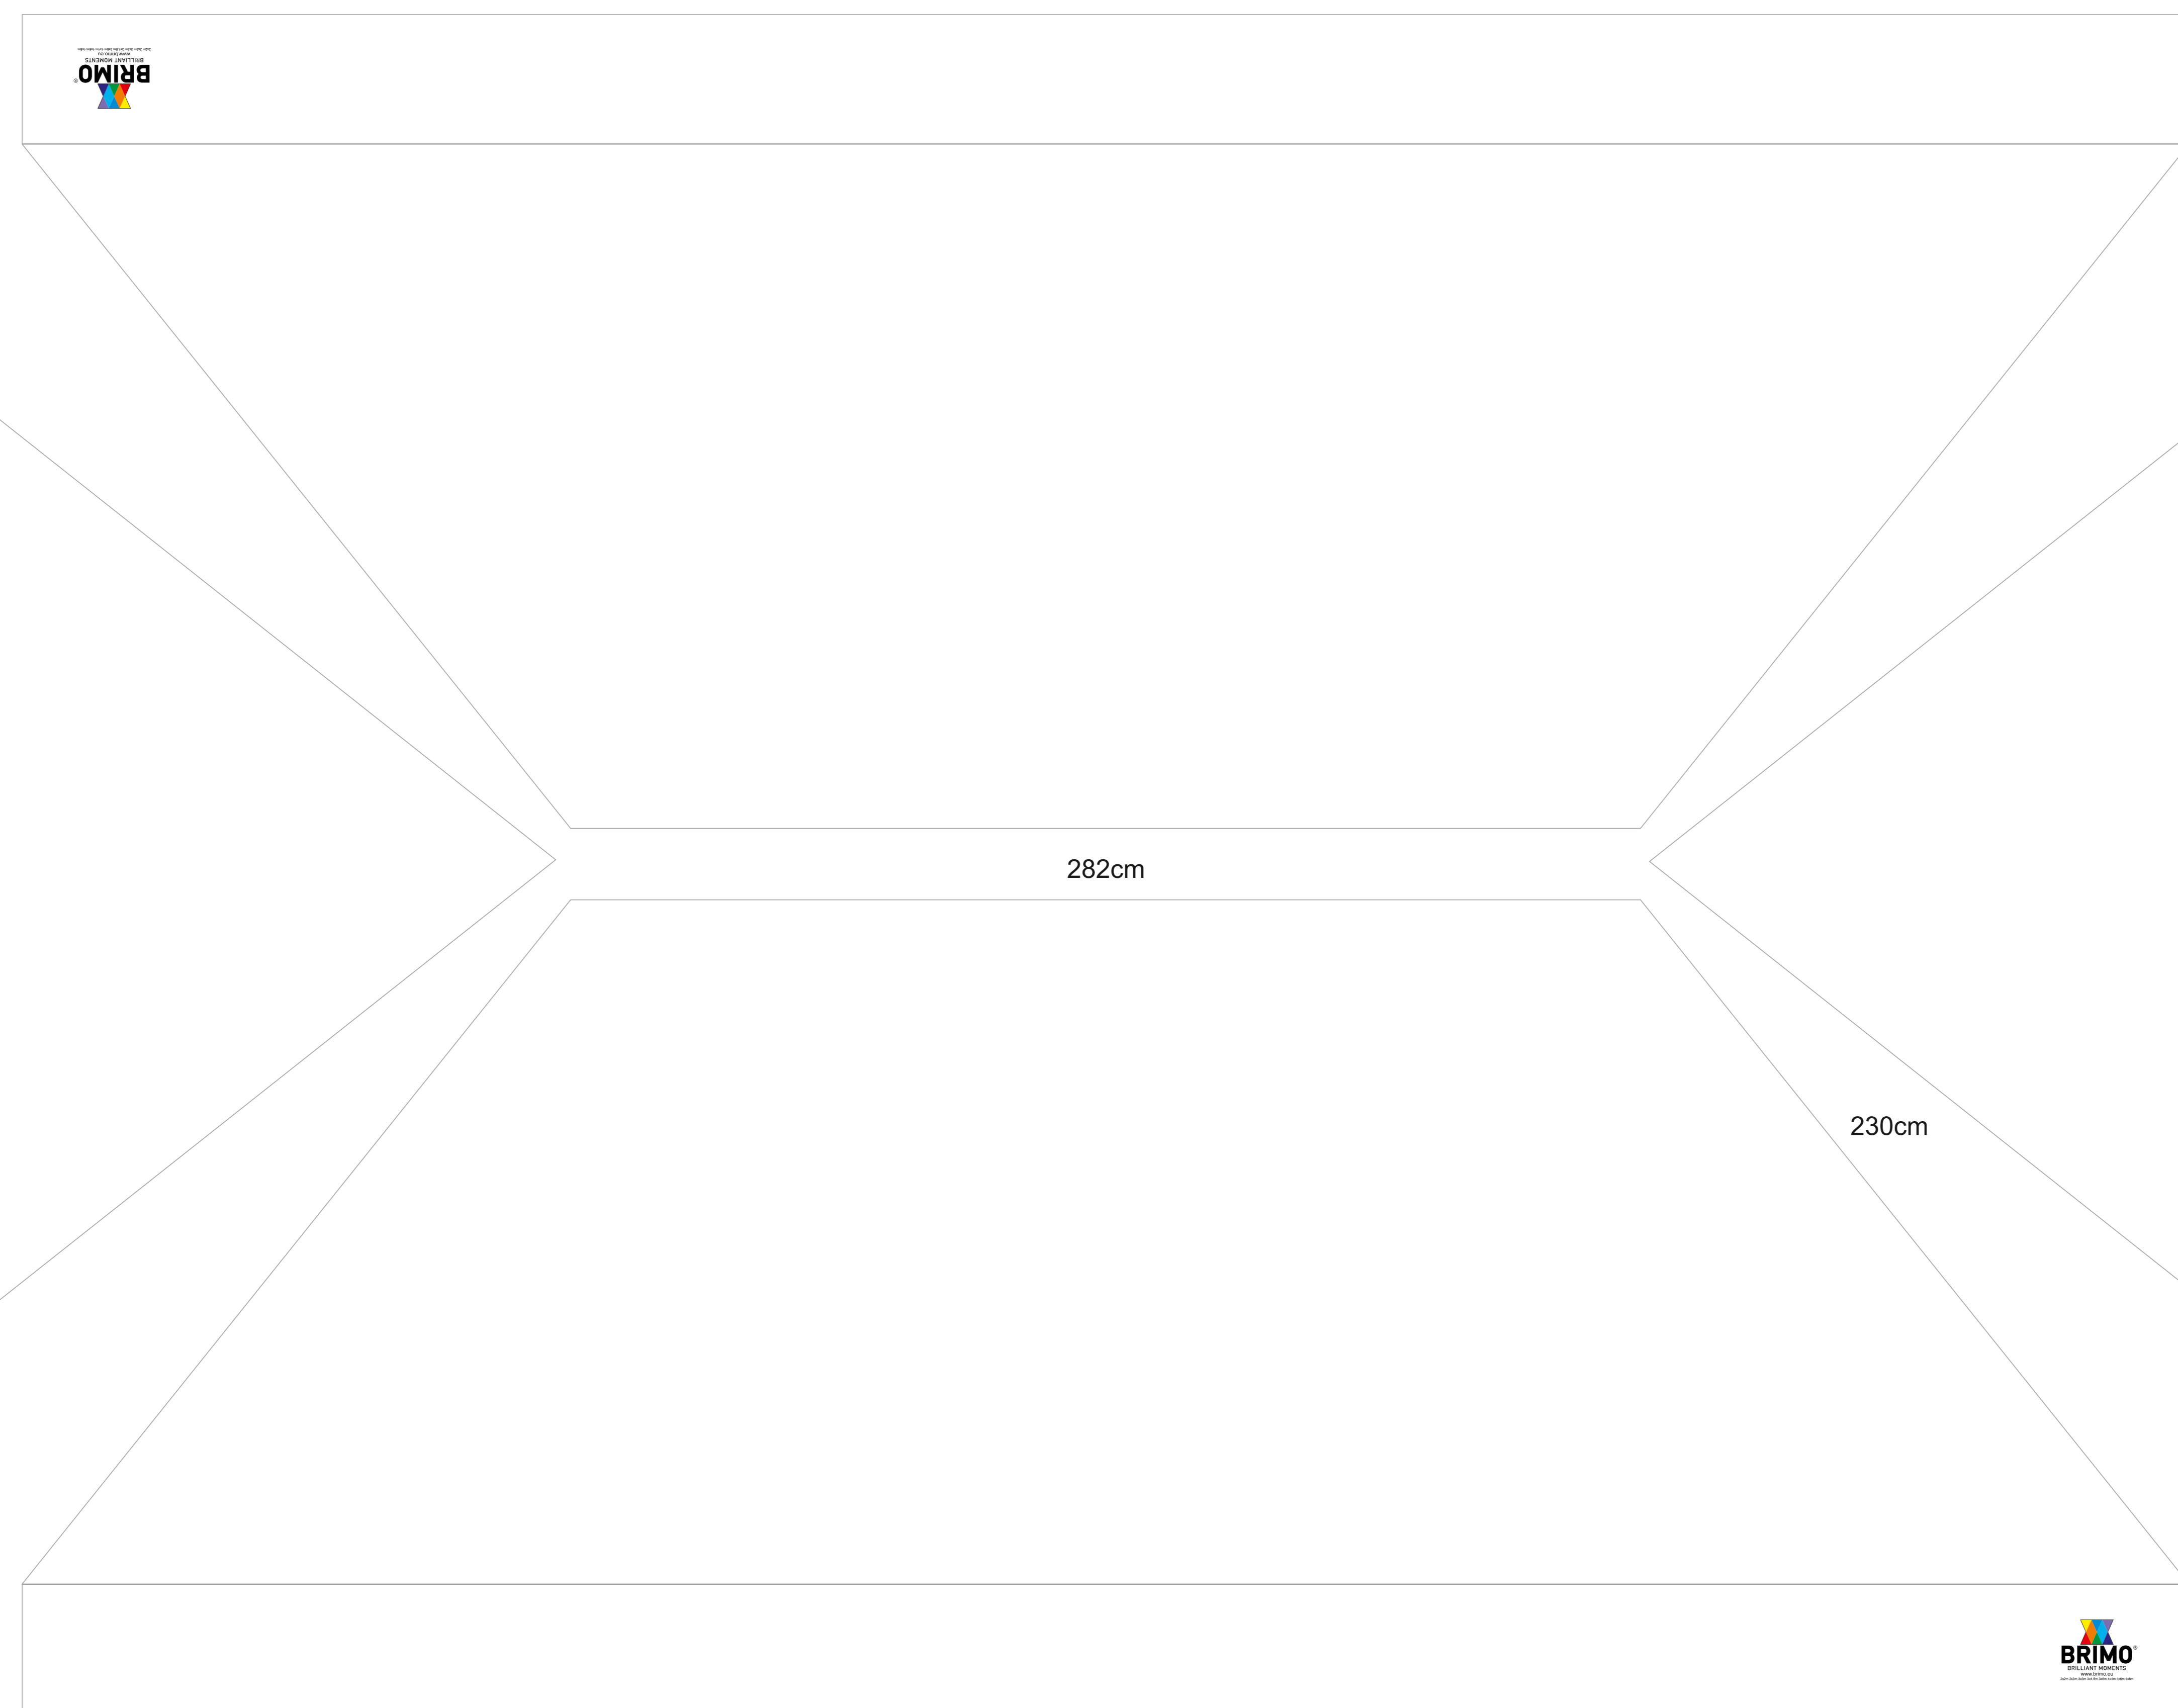 BRIMO®
BRILLIANT MOMENTS
www.brimo.eu
282cm
230cm
BRIMO®
BRILLIANT MOMENTS
www.brimo.eu